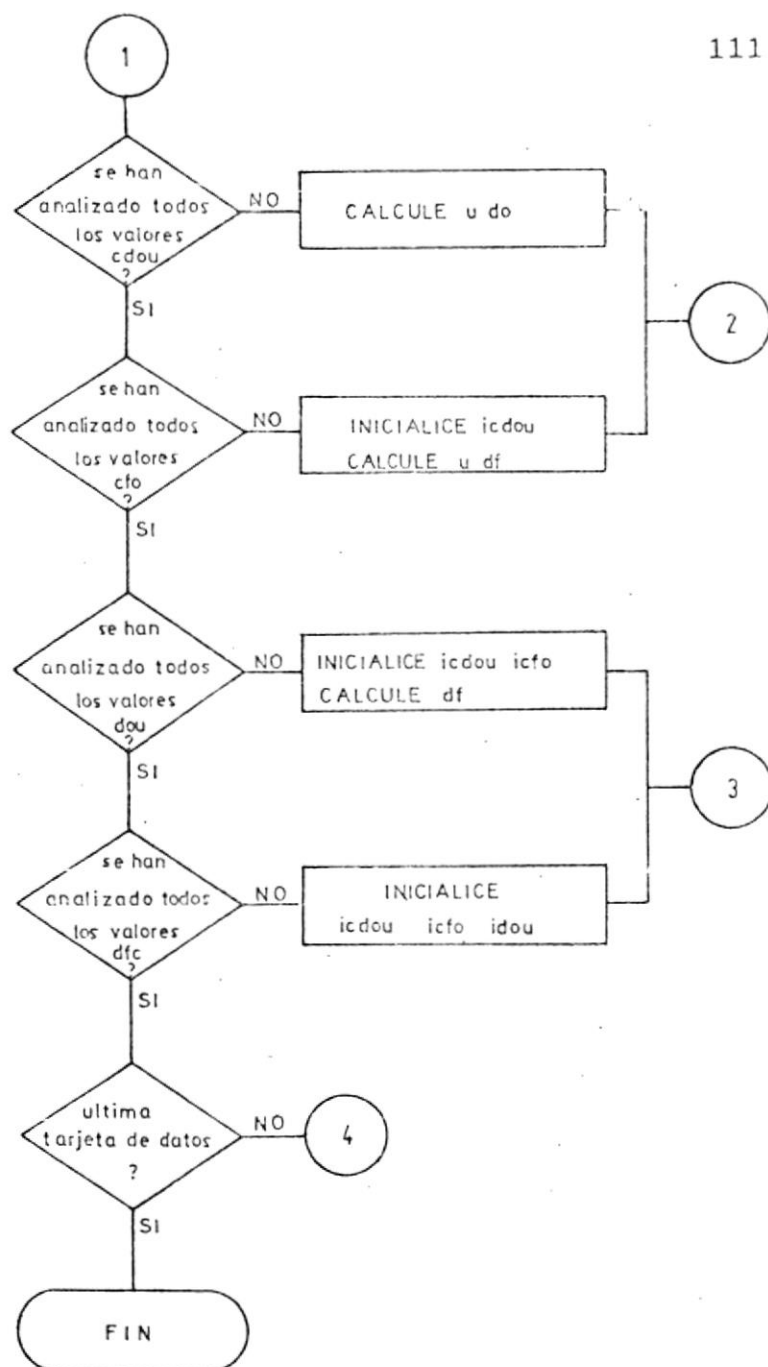 111
1
se han
analizado todos
los valores
cdou
?
NO
CALCULE u do
SI
2
se han
analizado todos
los valores
cfo
?
NO
INICIALICE icdou
CALCULE u df
SI
se han
analizado todos
los valores
dou
?
NO
INICIALICE icdou icfo
CALCULE df
SI
3
se han
analizado todos
los valores
dfc
?
NO
INICIALICE
icdou icfo idou
SI
ultima
tarjeta de datos
?
NO
4
SI
FIN